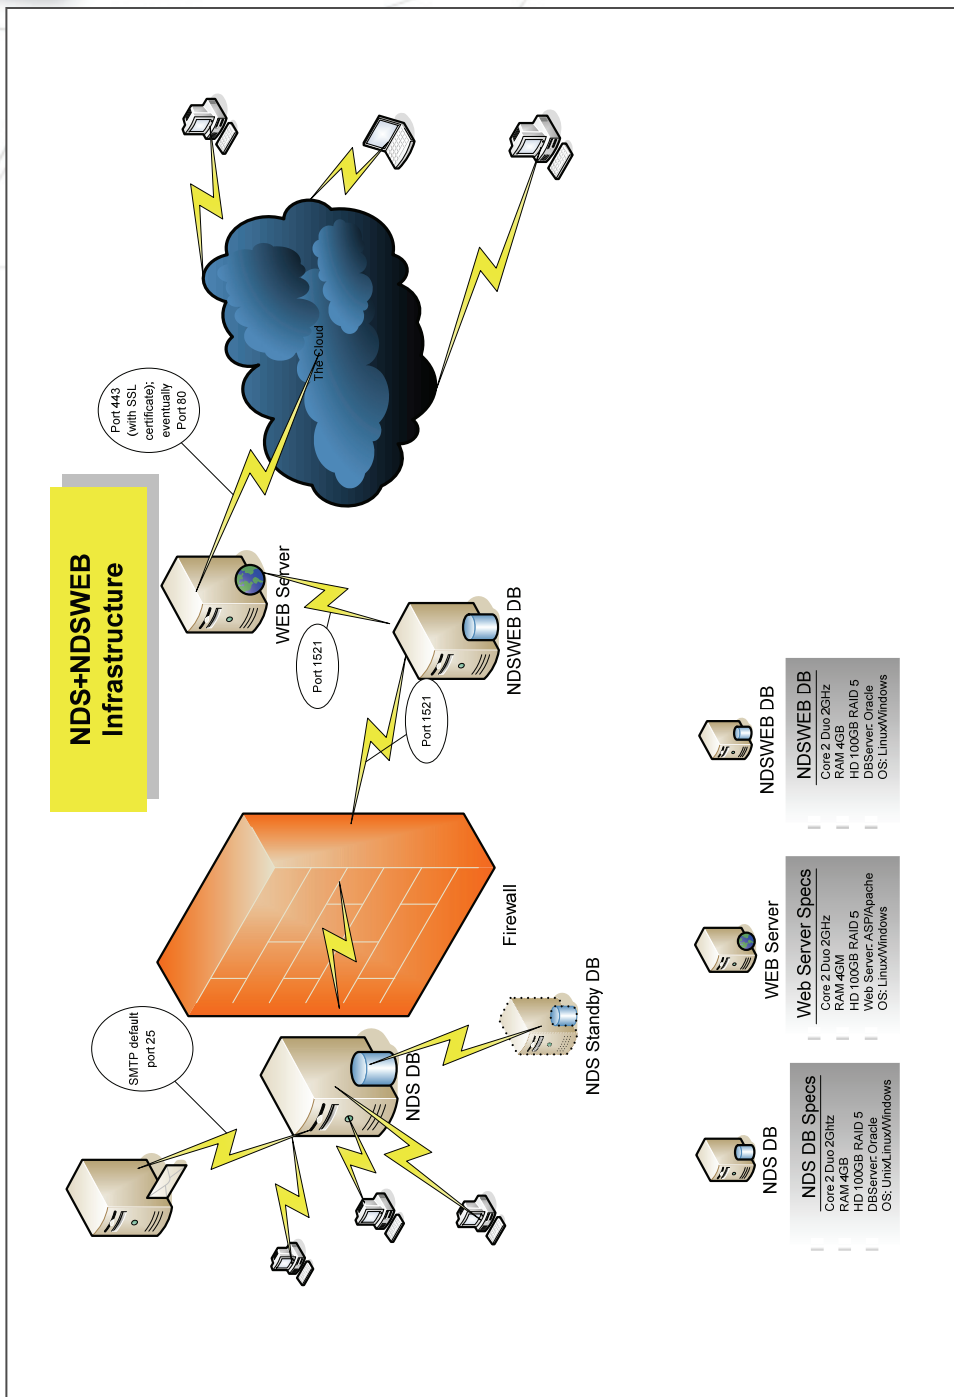 NDS+NDSWEB
Infrastructure
SMTP default
port 25
Port 443
(with SSL
certificate);
eventually
Port 80
The Cloud
WEB Server
Port 1521
Port 1521
NDSWEB DB
Firewall
NDS DB
NDS Standby DB
NDS DB
NDS DB Specs
Core 2 Duo 2Ghtz
RAM 4GB
HD 100GB RAID 5
DBServer: Oracle
OS: Unix/Linux/Windows
WEB Server
Web Server Specs
Core 2 Duo 2GHz
RAM 4GM
HD 100GB RAID 5
Web Server: ASP/Apache
OS: Linux/Windows
NDSWEB DB
NDSWEB DB
Core 2 Duo 2GHz
RAM 4GB
HD 100GB RAID 5
DBServer: Oracle
OS: Linux/Windows